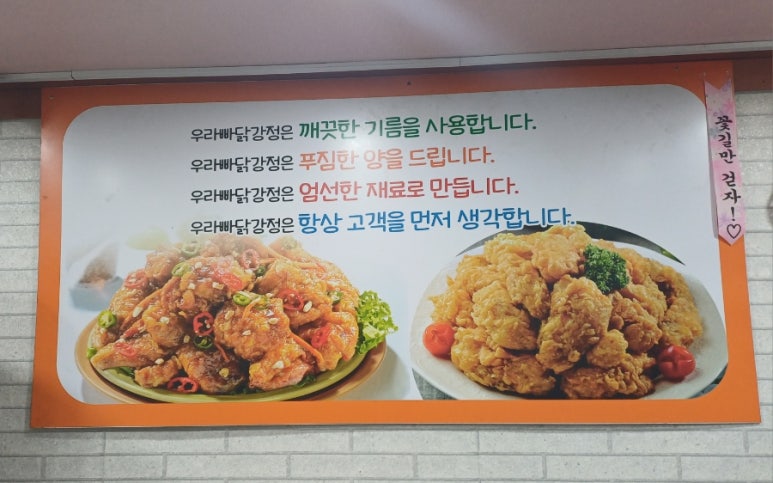 우라빠닭강정은 깨끗한 기름을 사용합니다.
우라빠닭강정은 푸짐한 양을 드립니다.
우라빠닭강정은 엄선한 재료로 만듭니다.
우라빠닭강정은 항상 고객을 먼저 생각합니다.
꽃길만 걷자!♡